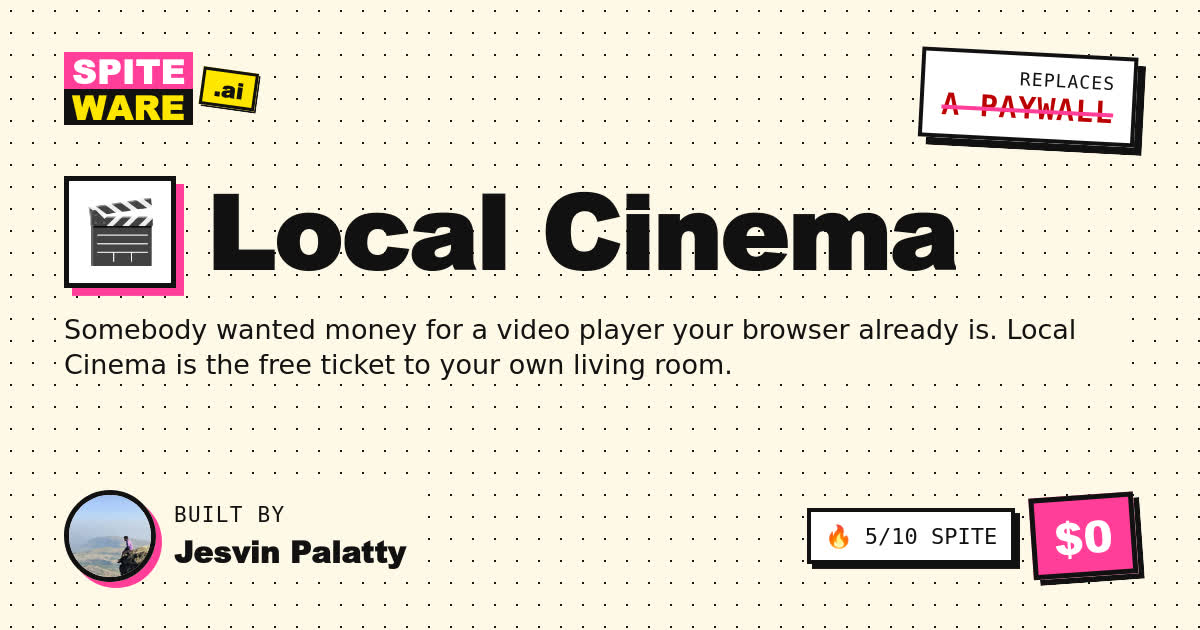 SPITE
WARE
.ai
REPLACES
A PAYWALL
Local Cinema
Somebody wanted money for a video player your browser already is. Local
Cinema is the free ticket to your own living room.
BUILT BY
Jesvin Palatty
🔥 5/10 SPITE
$0